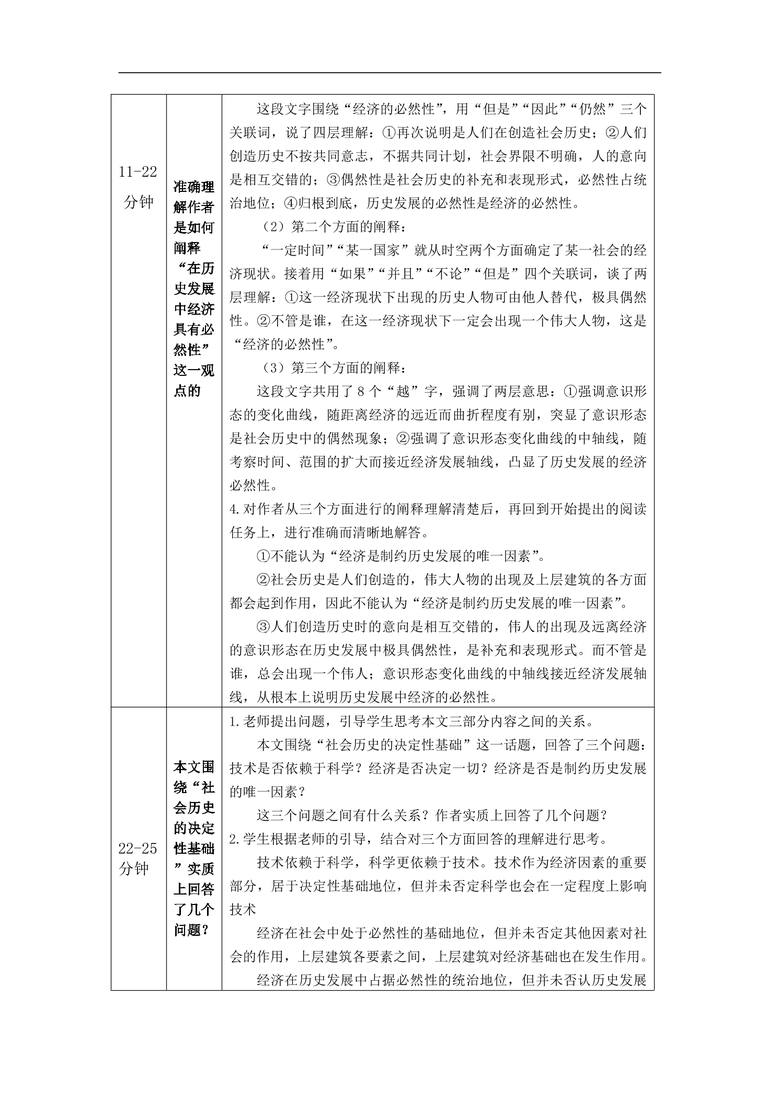 11-22
分钟
准确理
解作者
是如何
阐释
“在历
史发展
中经济
具有必
然性”
这一观
点的
这段文字围绕“经济的必然性”，用“但是”“因此”“仍然”三个
关联词，说了四层理解：①再次说明是人们在创造社会历史；②人们
创造历史不按共同意志，不据共同计划，社会界限不明确，人的意向
是相互交错的；③偶然性是社会历史的补充和表现形式，必然性占统
治地位；④归根到底，历史发展的必然性是经济的必然性。
（2）第二个方面的阐释：
“一定时间”“某一国家”就从时空两个方面确定了某一社会的经
济现状。接着用“如果”“并且”“不论”“但是”四个关联词，谈了两
层理解：①这一经济现状下出现的历史人物可由他人替代，极具偶然
性。②不管是谁，在这一经济现状下一定会出现一个伟大人物，这是
“经济的必然性”。
（3）第三个方面的阐释：
这段文字共用了 8 个“越”字，强调了两层意思：①强调意识形
态的变化曲线，随距离经济的远近而曲折程度有别，突显了意识形态
是社会历史中的偶然现象；②强调了意识形态变化曲线的中轴线，随
考察时间、范围的扩大而接近经济发展轴线，凸显了历史发展的经济
必然性。
4.对作者从三个方面进行的阐释理解清楚后，再回到开始提出的阅读
任务上，进行准确而清晰地解答。
①不能认为“经济是制约历史发展的唯一因素”。
②社会历史是人们创造的，伟大人物的出现及上层建筑的各方面
都会起到作用，因此不能认为“经济是制约历史发展的唯一因素”。
③人们创造历史时的意向是相互交错的，伟人的出现及远离经济
的意识形态在历史发展中极具偶然性，是补充和表现形式。而不管是
谁，总会出现一个伟人；意识形态变化曲线的中轴线接近经济发展轴
线，从根本上说明历史发展中经济的必然性。
22-25
分钟
本文围
绕“社
会历史
的决定
性基础
”实质
上回答
了几个
问题？
1.老师提出问题，引导学生思考本文三部分内容之间的关系。
本文围绕“社会历史的决定性基础”这一话题，回答了三个问题：
技术是否依赖于科学？经济是否决定一切？经济是否是制约历史发展
的唯一因素？
这三个问题之间有什么关系？作者实质上回答了几个问题？
2.学生根据老师的引导，结合对三个方面回答的理解进行思考。
技术依赖于科学，科学更依赖于技术。技术作为经济因素的重要
部分，居于决定性基础地位，但并未否定科学也会在一定程度上影响
技术
经济在社会中处于必然性的基础地位，但并未否定其他因素对社
会的作用，上层建筑各要素之间，上层建筑对经济基础也在发生作用。
经济在历史发展中占据必然性的统治地位，但并未否认历史发展